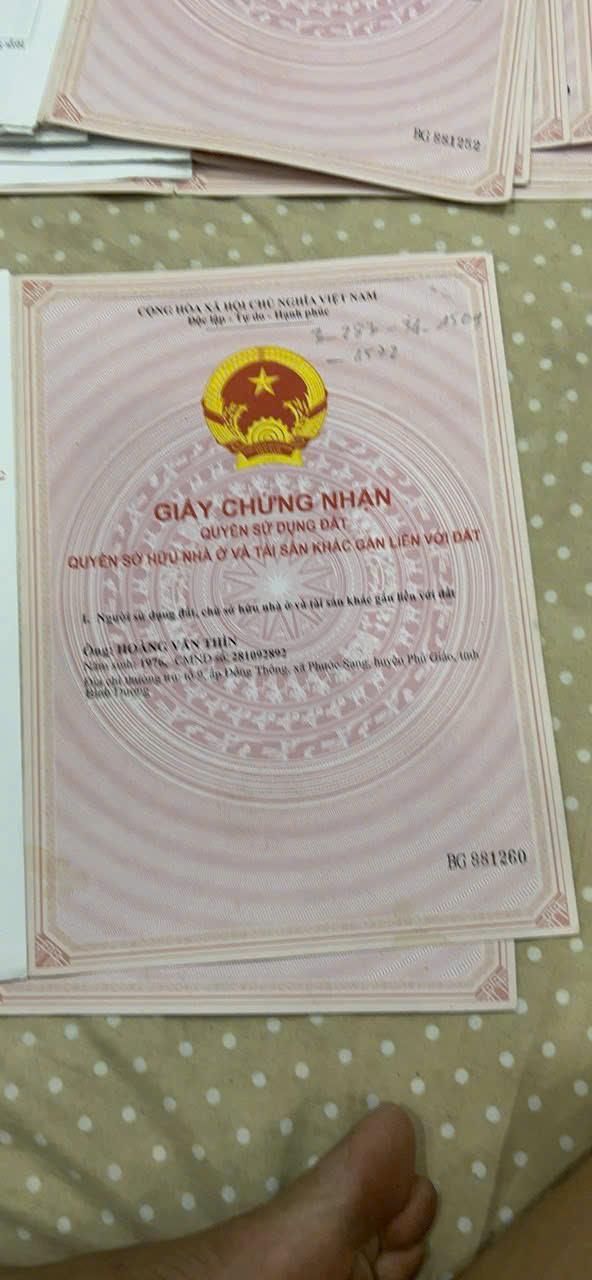 BG 881252
CỘNG HÒA XÃ HỘI CHỦ NGHĨA VIỆT NAM
Độc lập - Tự do - Hạnh phúc
1572
GIẤY CHỨNG NHẬN
QUYỀN SỬ DỤNG ĐẤT
QUYỀN SỞ HỮU NHÀ Ở VÀ TÀI SẢN KHÁC GẮN LIỀN VỚI ĐẤT
I. Người sử dụng đất, chủ sở hữu nhà ở và tài sản khác gắn liền với đất
Ông: HOÀNG VĂN THÌN
Năm sinh: 1976, CMND số: 281092892
Địa chỉ thường trú: tổ 9, ấp Đồng Thông, xã Phước Sang, huyện Phú Giáo, tỉnh
Bình Dương
BG 881260